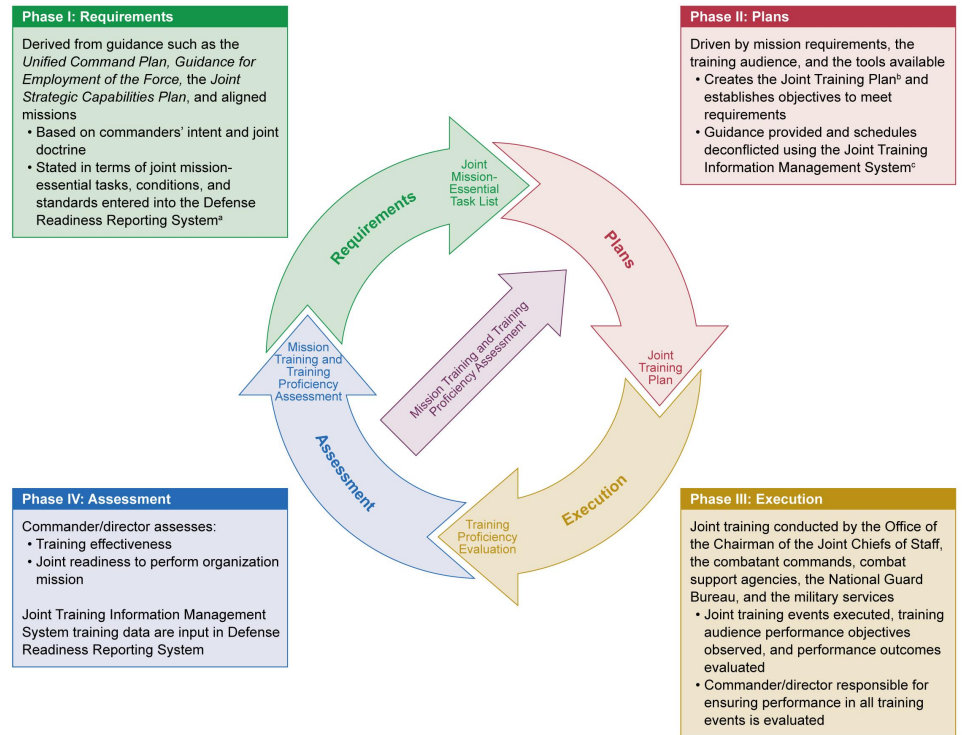 Phase I: Requirements
Derived from guidance such as the
Unified Command Plan, Guidance for
Employment of the Force, the Joint
Strategic Capabilities Plan, and aligned
missions
• Based on commanders’ intent and joint
doctrine
• Stated in terms of joint mission-
essential tasks, conditions, and
standards entered into the Defense
Readiness Reporting Systemᵃ
Phase II: Plans
Driven by mission requirements, the
training audience, and the tools available
• Creates the Joint Training Planᵇ and
establishes objectives to meet
requirements
• Guidance provided and schedules
deconflicted using the Joint Training
Information Management Systemᶜ
Requirements
Joint
Mission-
Essential
Task List
Plans
Joint
Training
Plan
Mission Training and Training
Proficiency Assessment
Mission
Training and
Training
Proficiency
Assessment
Assessment
Execution
Training
Proficiency
Evaluation
Phase IV: Assessment
Commander/director assesses:
• Training effectiveness
• Joint readiness to perform organization
mission
Joint Training Information Management
System training data are input in Defense
Readiness Reporting System
Phase III: Execution
Joint training conducted by the Office of
the Chairman of the Joint Chiefs of Staff,
the combatant commands, combat
support agencies, the National Guard
Bureau, and the military services
• Joint training events executed, training
audience performance objectives
observed, and performance outcomes
evaluated
• Commander/director responsible for
ensuring performance in all training
events is evaluated